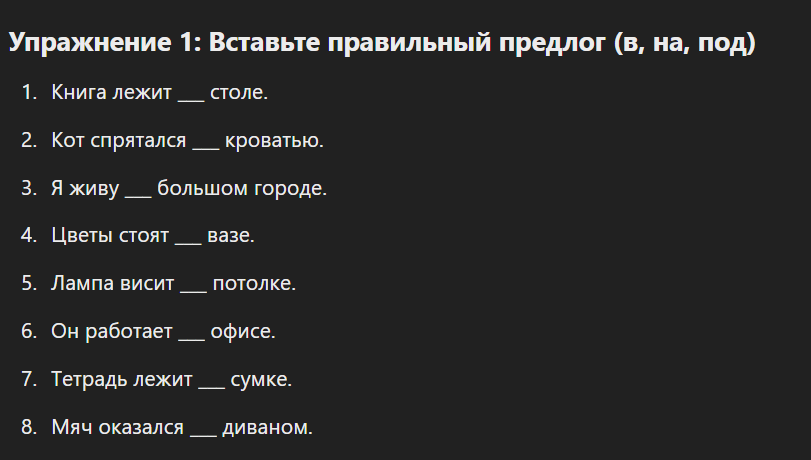 Упражнение 1: Вставьте правильный предлог (в, на, под)
1. Книга лежит ___ столе.
2. Кот спрятался ___ кроватью.
3. Я живу ___ большом городе.
4. Цветы стоят ___ вазе.
5. Лампа висит ___ потолке.
6. Он работает ___ офисе.
7. Тетрадь лежит ___ сумке.
8. Мяч оказался ___ диваном.